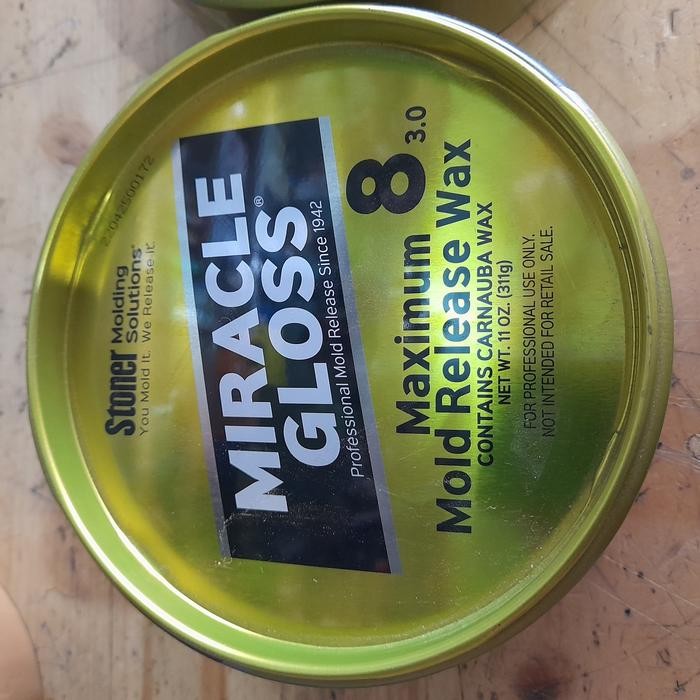 Stoner Molding
Solutions®
You Mold It. We Release It.
MIRACLE
GLOSS®
Professional Mold Release Since 1942
8 3.0
Maximum
Mold Release Wax
CONTAINS CARNAUBA WAX
NET WT. 11 OZ. (311g)
FOR PROFESSIONAL USE ONLY.
NOT INTENDED FOR RETAIL SALE.